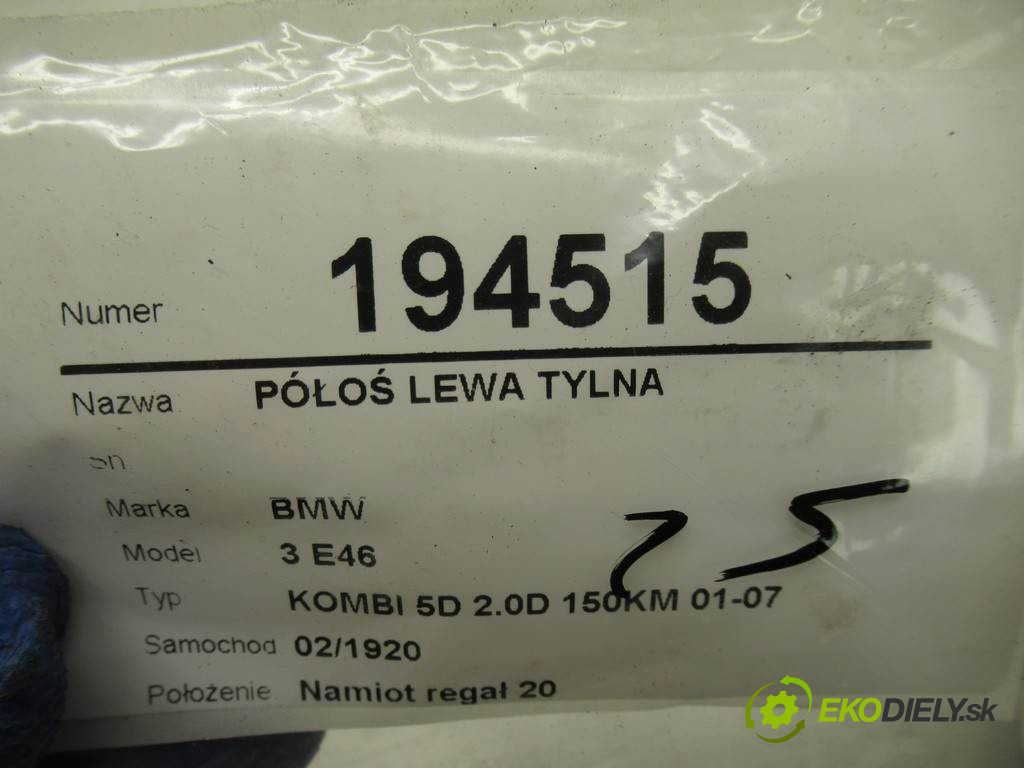 Numer 194515
Nazwa: PÓŁOŚ LEWA TYLNA
sn
Marka BMW
Model 3 E46
25
Typ KOMBI 5D 2.0D 150KM 01-07
Samochod 02/1920
Położenie Namiot regał 20
EKODIELY.sk